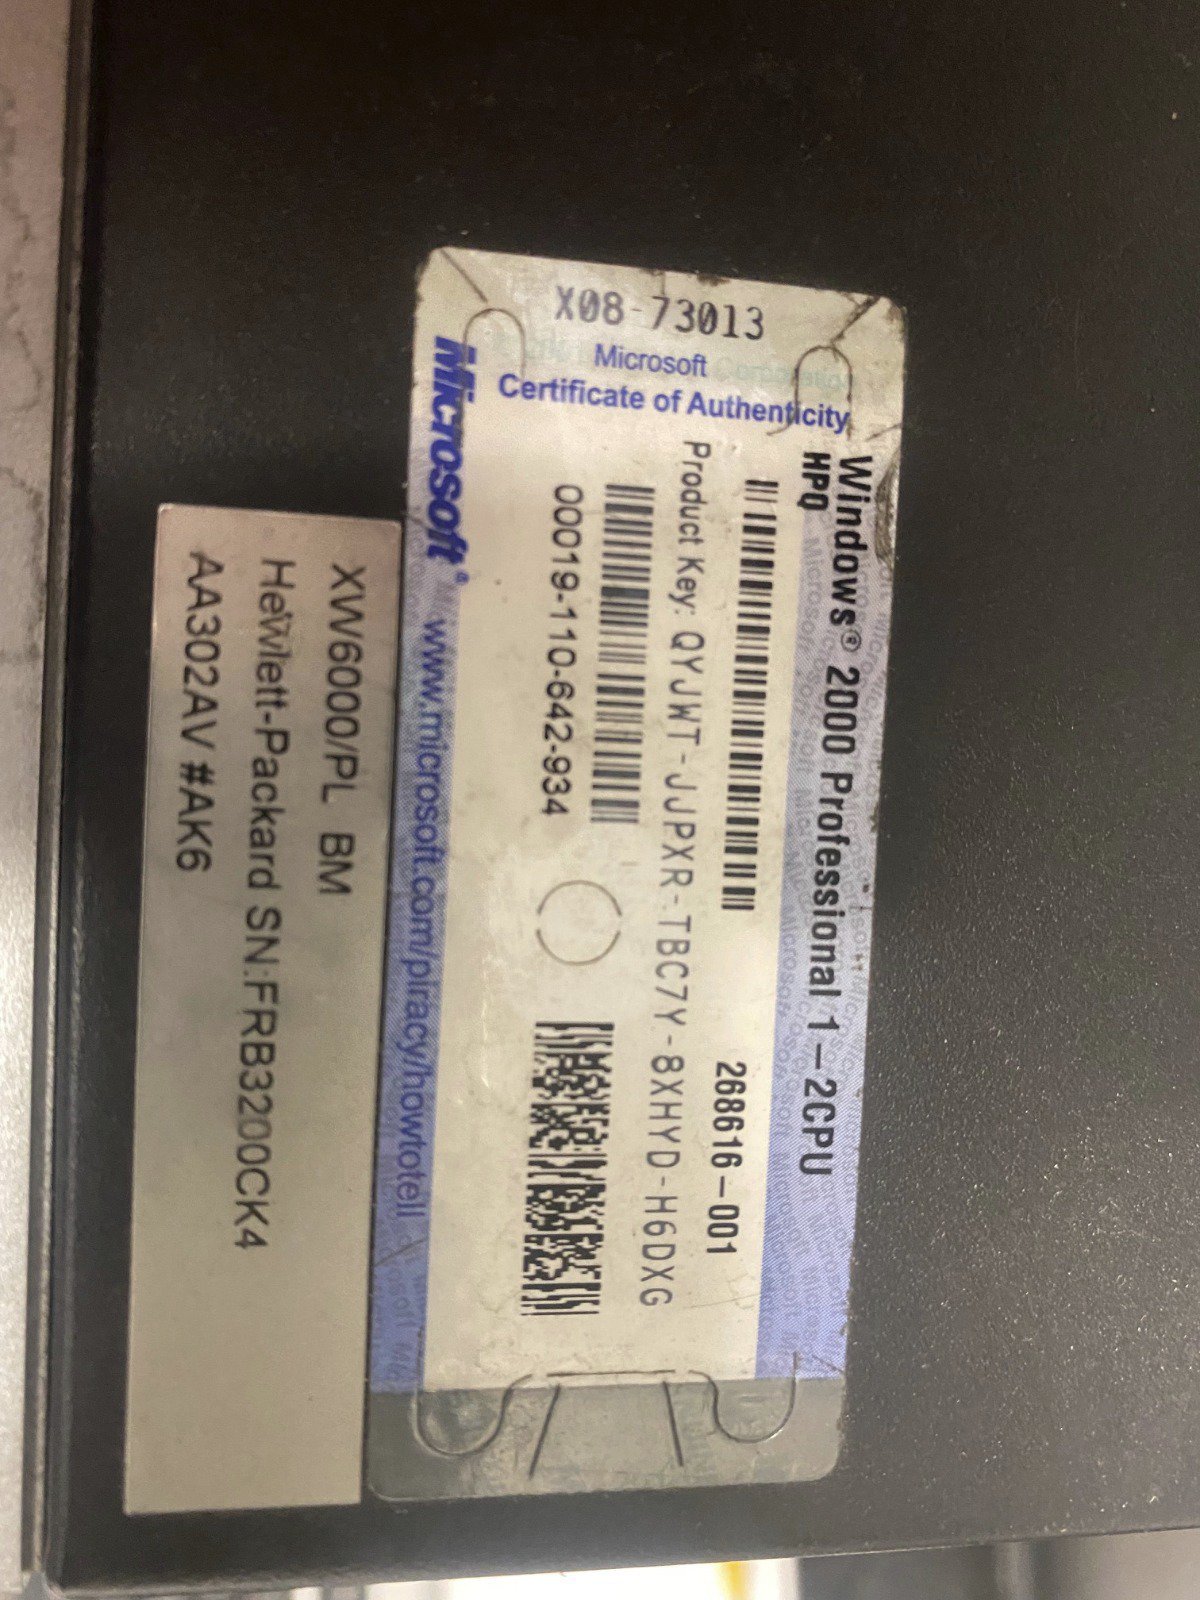 X08-73013
Microsoft
Certificate of Authenticity
Windows® 2000 Professional 1-2CPU
HPQ
268616-001
Product Key: QYJWT-JJPXR-TBC7Y-8XHYD-H6DXG
00019-110-642-934
Microsoft® www.microsoft.com/piracy/howtotell
XW6000/PL BM
Hewlett-Packard SN:FRB3200CK4
AA302AV #AK6